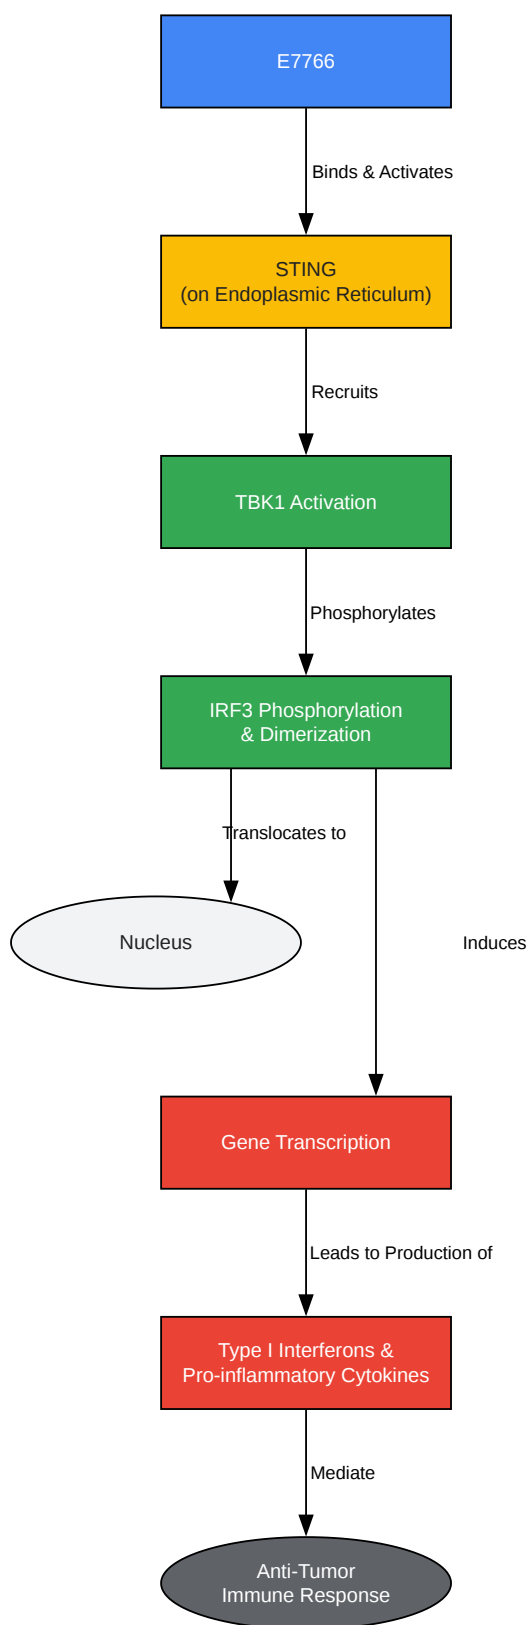 E7766
Binds & Activates
STING
(on Endoplasmic Reticulum)
Recruits
TBK1 Activation
Phosphorylates
IRF3 Phosphorylation
& Dimerization
Translocates to
Nucleus
Induces
Gene Transcription
Leads to Production of
Type I Interferons &
Pro-inflammatory Cytokines
Mediate
Anti-Tumor
Immune Response